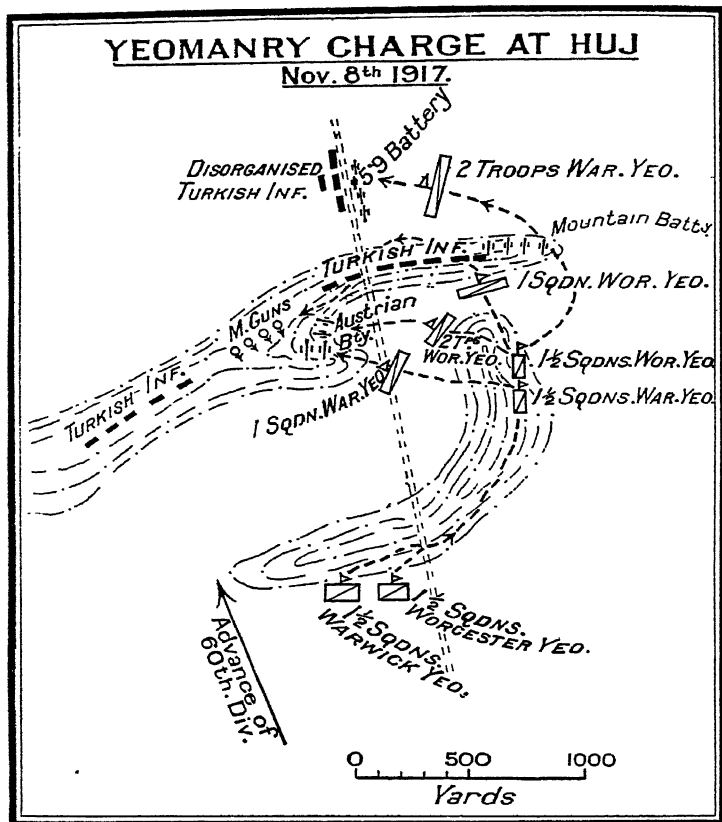 YEOMANRY CHARGE AT HUJ
Nov. 8th 1917.
5·9 Battery
DISORGANISED
TURKISH INF.
2 TROOPS WAR. YEO.
Mountain Batty
TURKISH INF.
1 SQDN. WOR. YEO.
M. GUNS
Austrian
Bty
2 TPS
WOR. YEO.
1½ SQDNS. WOR. YEO
1½ SQDNS. WAR. YEO.
TURKISH INF.
1 SQDN. WAR. YEO.
1½ SQDNS.
WORCESTER YEO.
1½ SQDNS.
WARWICK YEO.
Advance of
60th. Div.
0 500 1000
Yards